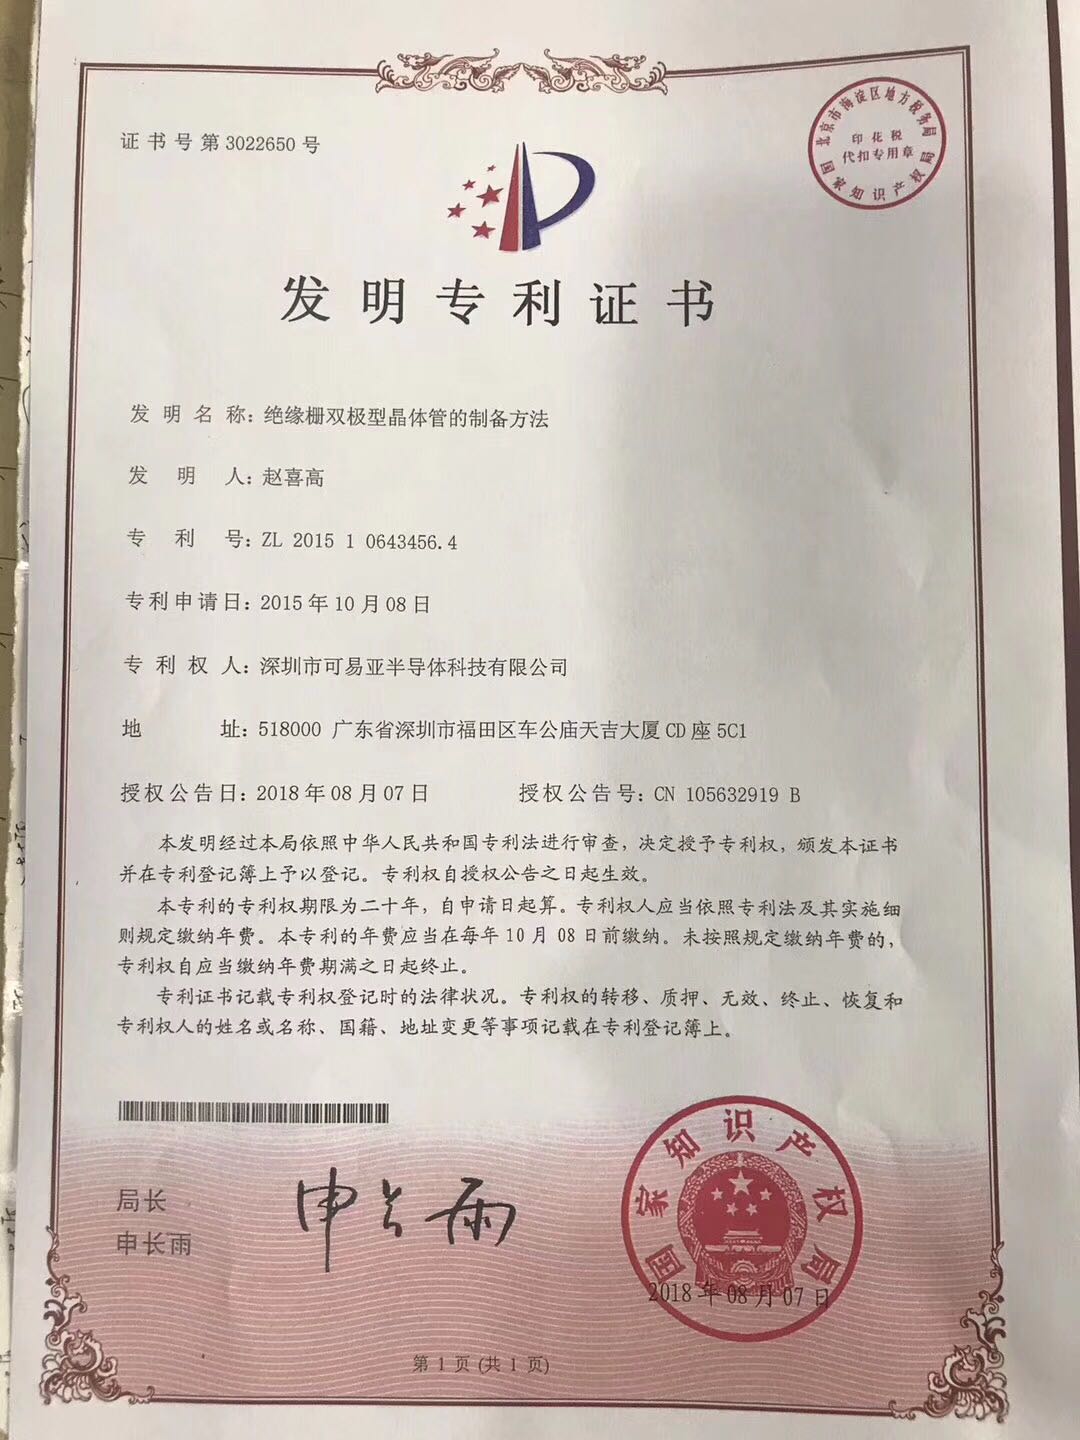 证书号第3022650号
北京市海淀区地方税务局
印花税
代扣专用章
国家知识产权局
发明专利证书
发明名称：绝缘栅双极型晶体管的制备方法
发明人：赵喜高
专利号：ZL 2015 1 0643456.4
专利申请日：2015年10月08日
专利权人：深圳市可易亚半导体科技有限公司
地址：518000 广东省深圳市福田区车公庙天吉大厦CD座5C1
授权公告日：2018年08月07日 授权公告号：CN 105632919 B
本发明经过本局依照中华人民共和国专利法进行审查，决定授予专利权，颁发本证书
并在专利登记簿上予以登记。专利权自授权公告之日起生效。
本专利的专利权期限为二十年，自申请日起算。专利权人应当依照专利法及其实施细
则规定缴纳年费。本专利的年费应当在每年10月08日前缴纳。未按照规定缴纳年费的，
专利权自应当缴纳年费期满之日起终止。
专利证书记载专利权登记时的法律状况。专利权的转移、质押、无效、终止、恢复和
专利权人的姓名或名称、国籍、地址变更等事项记载在专利登记簿上。
局长
申长雨
申长雨
国家知识产权局
2018年08月07日
第1页(共1页)